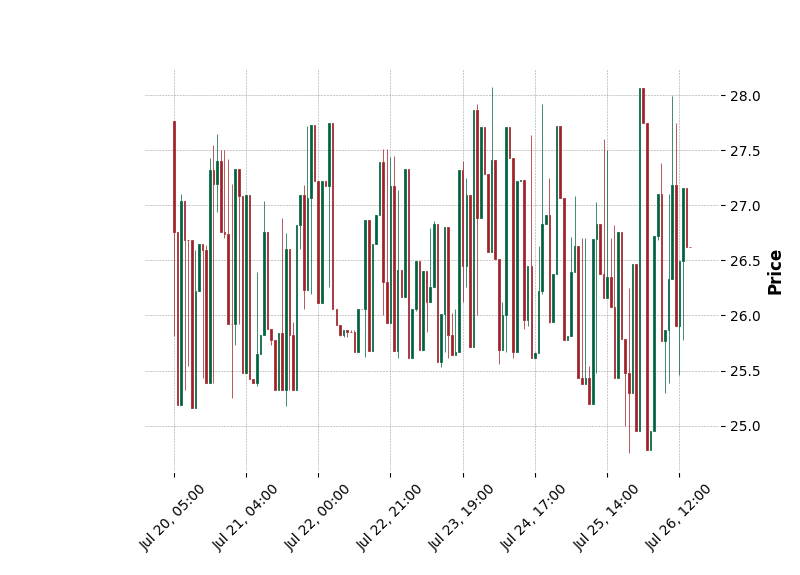 28.0
27.5
27.0
26.5
26.0
25.5
25.0
Price
Jul 20, 05:00
Jul 21, 04:00
Jul 22, 00:00
Jul 22, 21:00
Jul 23, 19:00
Jul 24, 17:00
Jul 25, 14:00
Jul 26, 12:00